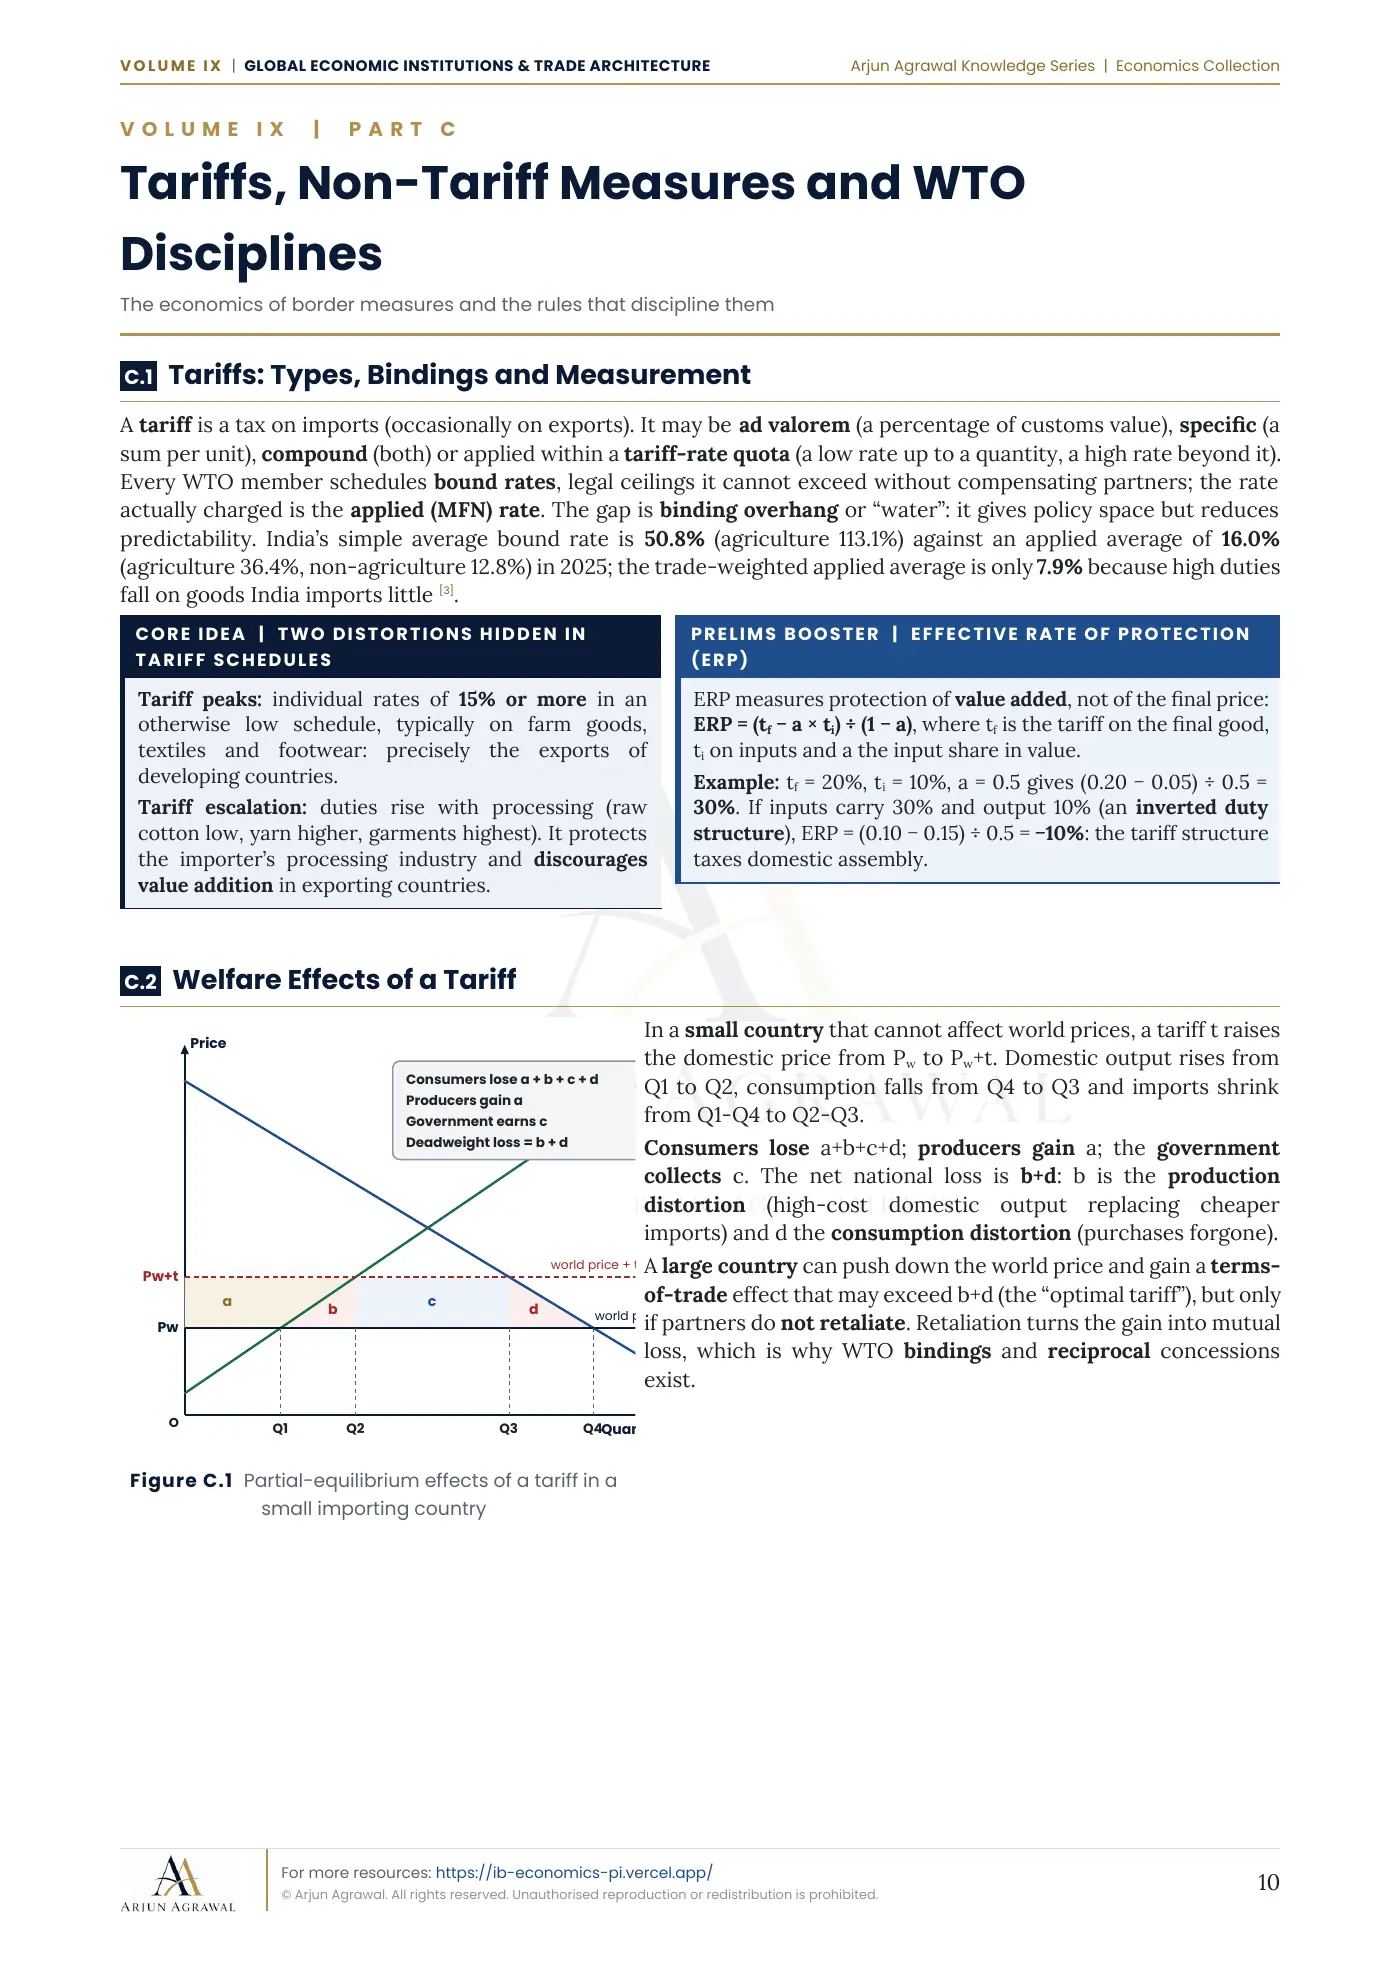 VOLUME IX | GLOBAL ECONOMIC INSTITUTIONS & TRADE ARCHITECTURE
Arjun Agrawal Knowledge Series | Economics Collection
VOLUME IX | PART C
Tariffs, Non-Tariff Measures and WTO
Disciplines
The economics of border measures and the rules that discipline them
C.1 Tariffs: Types, Bindings and Measurement
A tariff is a tax on imports (occasionally on exports). It may be ad valorem (a percentage of customs value), specific (a
sum per unit), compound (both) or applied within a tariff-rate quota (a low rate up to a quantity, a high rate beyond it).
Every WTO member schedules bound rates, legal ceilings it cannot exceed without compensating partners; the rate
actually charged is the applied (MFN) rate. The gap is binding overhang or “water”: it gives policy space but reduces
predictability. India’s simple average bound rate is 50.8% (agriculture 113.1%) against an applied average of 16.0%
(agriculture 36.4%, non-agriculture 12.8%) in 2025; the trade-weighted applied average is only 7.9% because high duties
fall on goods India imports little [3].
CORE IDEA | TWO DISTORTIONS HIDDEN IN
TARIFF SCHEDULES
Tariff peaks: individual rates of 15% or more in an
otherwise low schedule, typically on farm goods,
textiles and footwear: precisely the exports of
developing countries.
Tariff escalation: duties rise with processing (raw
cotton low, yarn higher, garments highest). It protects
the importer’s processing industry and discourages
value addition in exporting countries.
PRELIMS BOOSTER | EFFECTIVE RATE OF PROTECTION
(ERP)
ERP measures protection of value added, not of the final price:
ERP = (tf − a × ti) ÷ (1 − a), where tf is the tariff on the final good,
ti on inputs and a the input share in value.
Example: tf = 20%, ti = 10%, a = 0.5 gives (0.20 − 0.05) ÷ 0.5 =
30%. If inputs carry 30% and output 10% (an inverted duty
structure), ERP = (0.10 − 0.15) ÷ 0.5 = −10%: the tariff structure
taxes domestic assembly.
C.2 Welfare Effects of a Tariff
Price
Consumers lose a + b + c + d
Producers gain a
Government earns c
Deadweight loss = b + d
world price + t
Pw+t
a
b
c
d
world p
Pw
O
Q1
Q2
Q3
Q4
Quan
Figure C.1 Partial-equilibrium effects of a tariff in a
small importing country
In a small country that cannot affect world prices, a tariff t raises
the domestic price from Pw to Pw+t. Domestic output rises from
Q1 to Q2, consumption falls from Q4 to Q3 and imports shrink
from Q1-Q4 to Q2-Q3.
Consumers lose a+b+c+d; producers gain a; the government
collects c. The net national loss is b+d: b is the production
distortion (high-cost domestic output replacing cheaper
imports) and d the consumption distortion (purchases forgone).
A large country can push down the world price and gain a terms-
of-trade effect that may exceed b+d (the “optimal tariff”), but only
if partners do not retaliate. Retaliation turns the gain into mutual
loss, which is why WTO bindings and reciprocal concessions
exist.
ARJUN AGRAWAL
For more resources: https://ib-economics-pi.vercel.app/
© Arjun Agrawal. All rights reserved. Unauthorised reproduction or redistribution is prohibited.
10